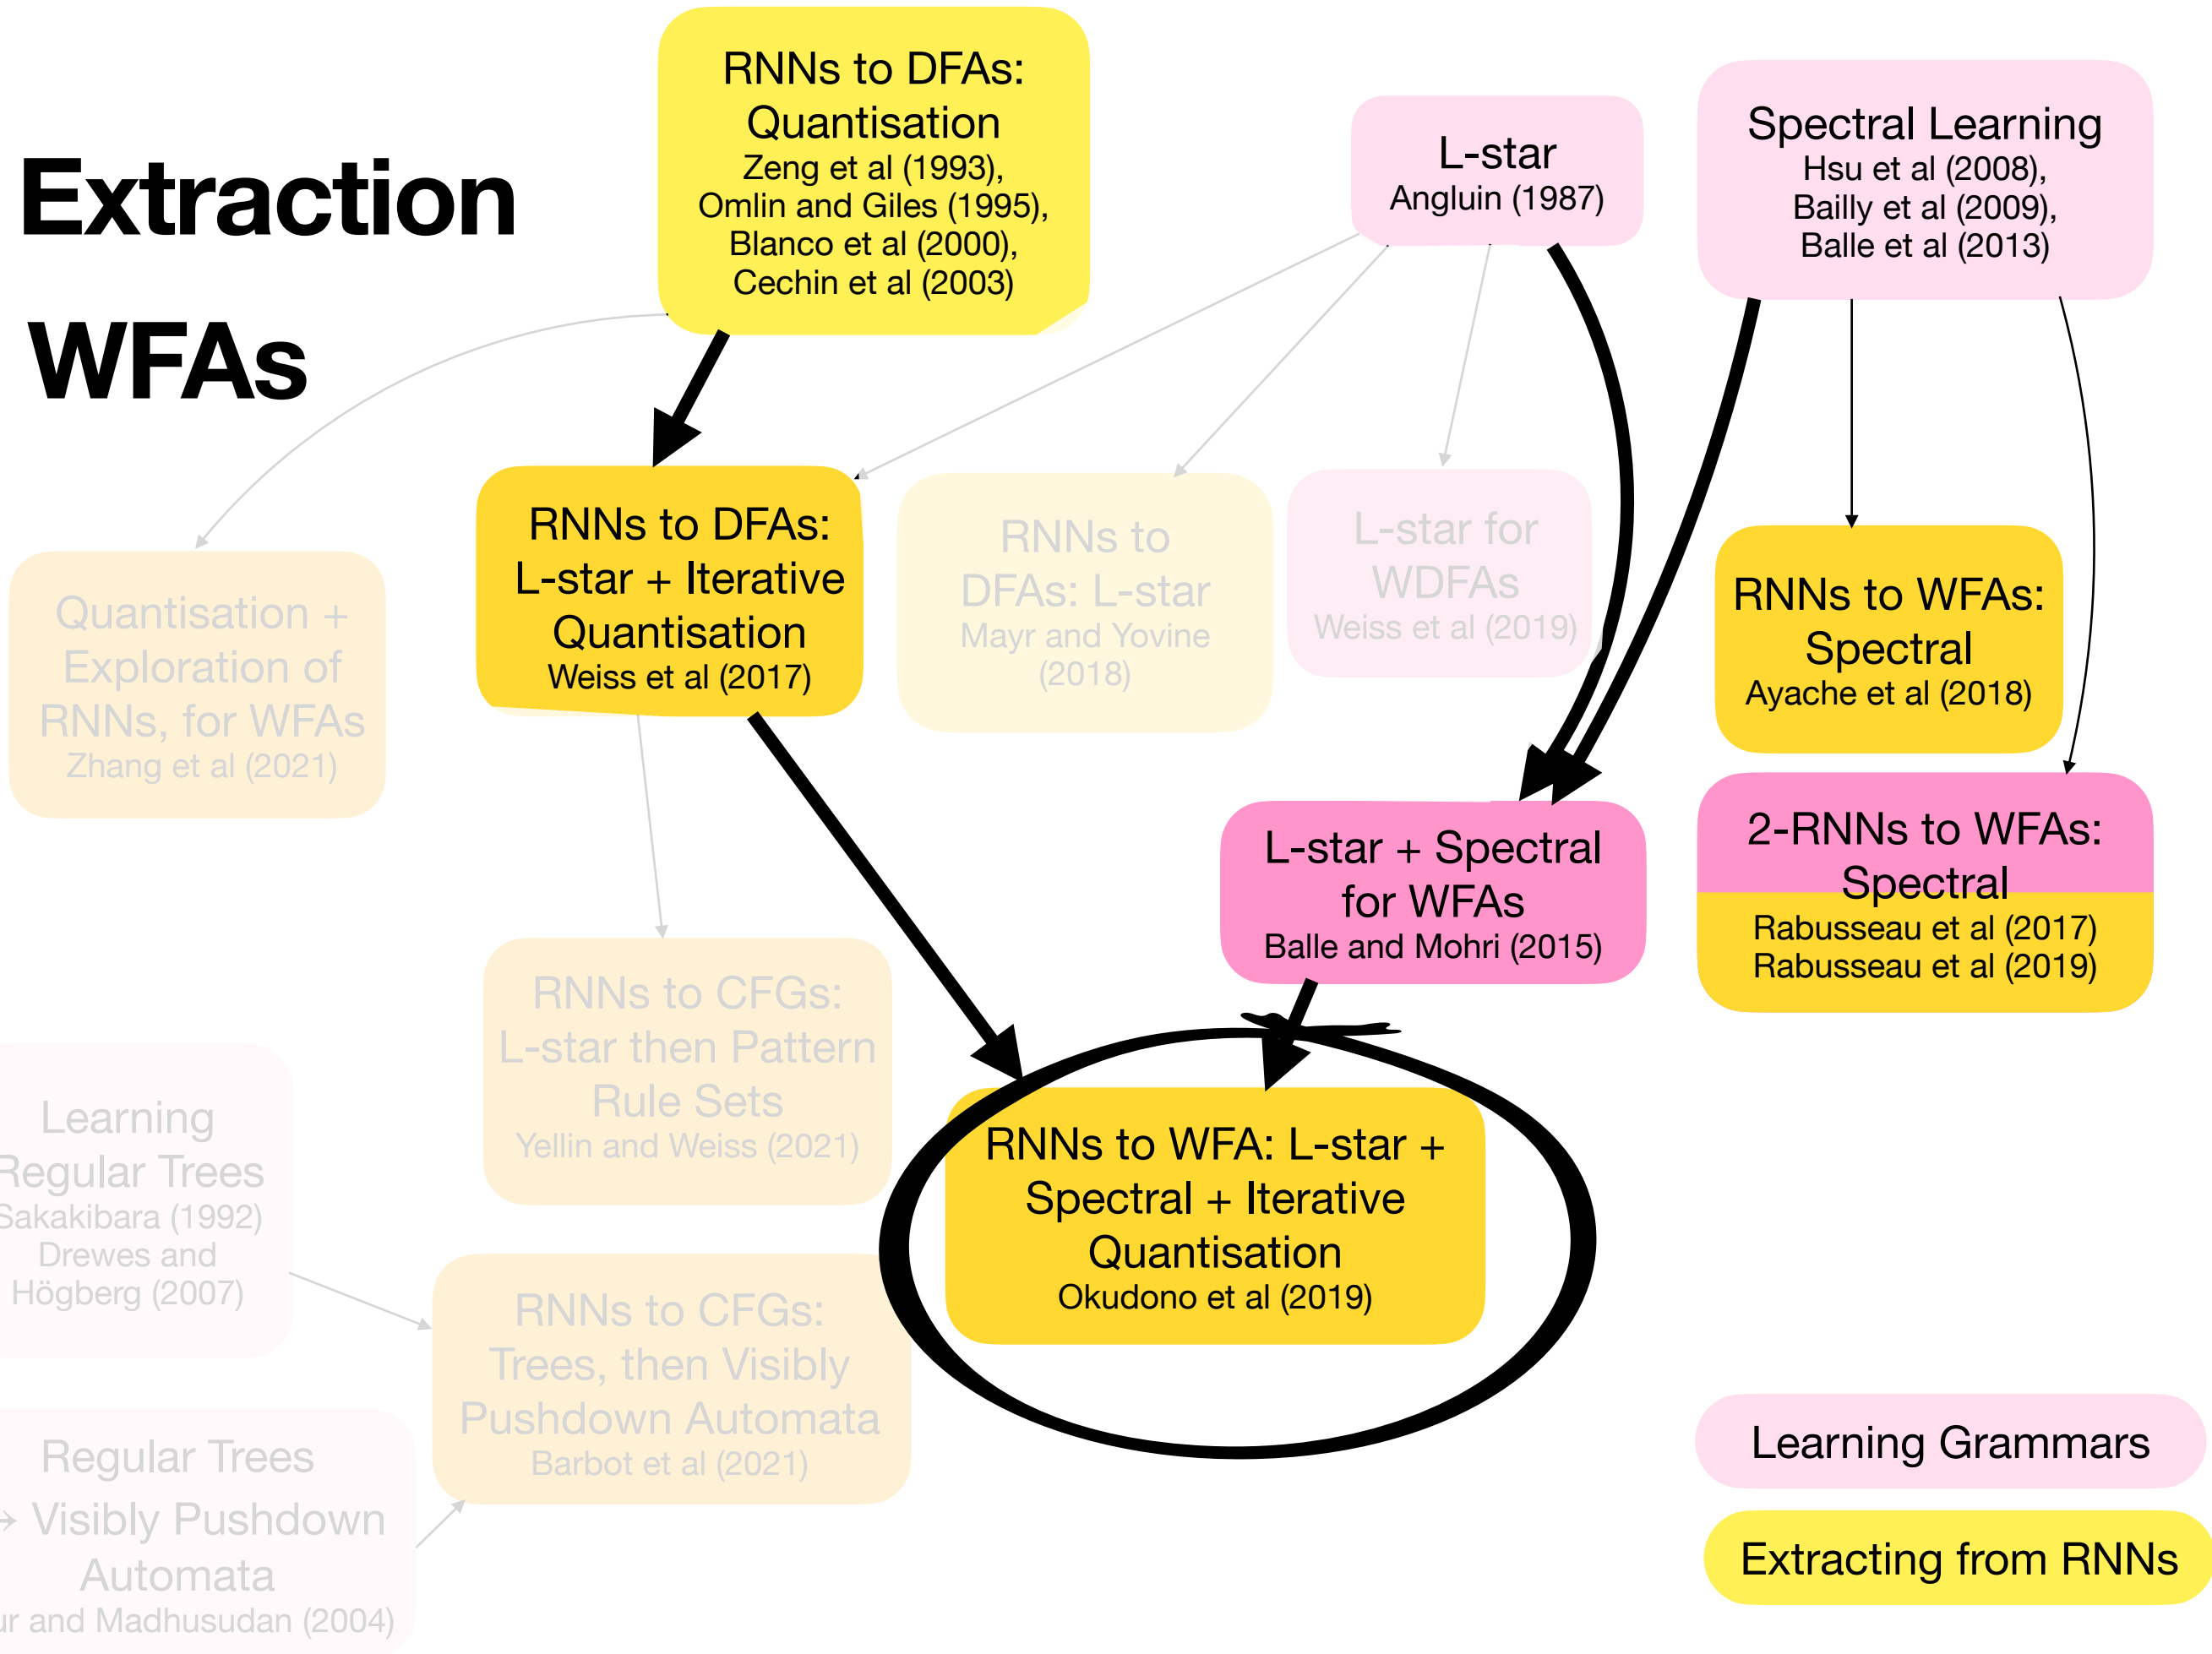 Extraction
WFAs
RNNs to DFAs:
Quantisation
Zeng et al (1993),
Omlin and Giles (1995),
Blanco et al (2000),
Cechin et al (2003)
L-star
Angluin (1987)
Spectral Learning
Hsu et al (2008),
Bailly et al (2009),
Balle et al (2013)
Quantisation +
Exploration of
RNNs, for WFAs
Zhang et al (2021)
RNNs to DFAs:
L-star + Iterative
Quantisation
Weiss et al (2017)
RNNs to
DFAs: L-star
Mayr and Yovine
(2018)
L-star for
WDFAs
Weiss et al (2019)
RNNs to WFAs:
Spectral
Ayache et al (2018)
L-star + Spectral
for WFAs
Balle and Mohri (2015)
2-RNNs to WFAs:
Spectral
Rabusseau et al (2017)
Rabusseau et al (2019)
RNNs to CFGs:
L-star then Pattern
Rule Sets
Yellin and Weiss (2021)
RNNs to WFA: L-star +
Spectral + Iterative
Quantisation
Okudono et al (2019)
Learning
Regular Trees
Sakakibara (1992)
Drewes and
Högberg (2007)
RNNs to CFGs:
Trees, then Visibly
Pushdown Automata
Barbot et al (2021)
Regular Trees
→ Visibly Pushdown
Automata
and Madhusudan (2004)
Learning Grammars
Extracting from RNNs